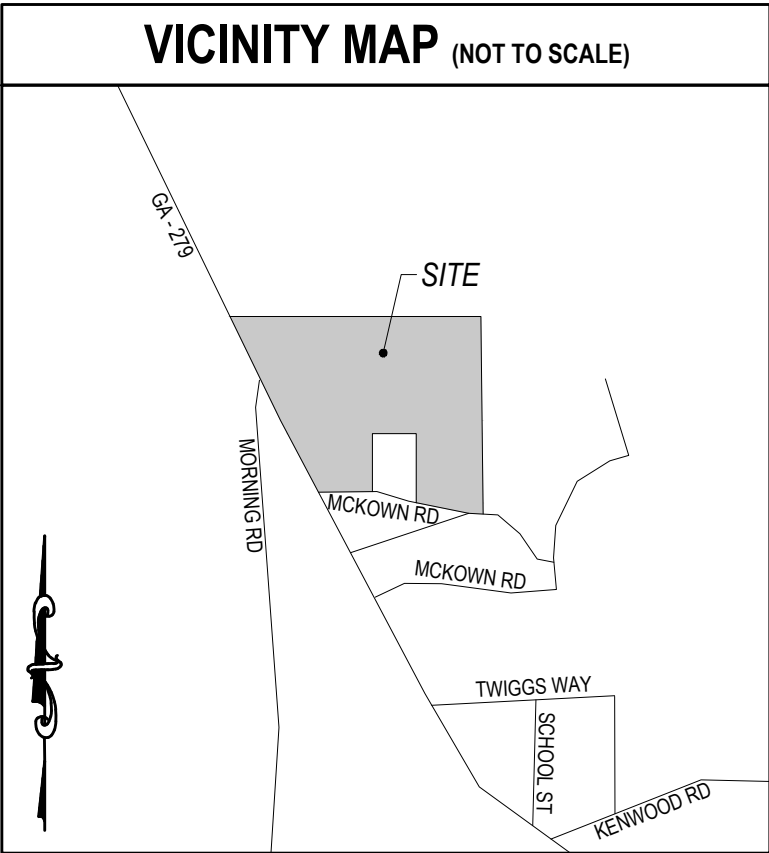 VICINITY MAP (NOT TO SCALE)
GA - 279
SITE
MORNING RD
MCKOWN RD
MCKOWN RD
TWIGGS WAY
SCHOOL ST
KENWOOD RD